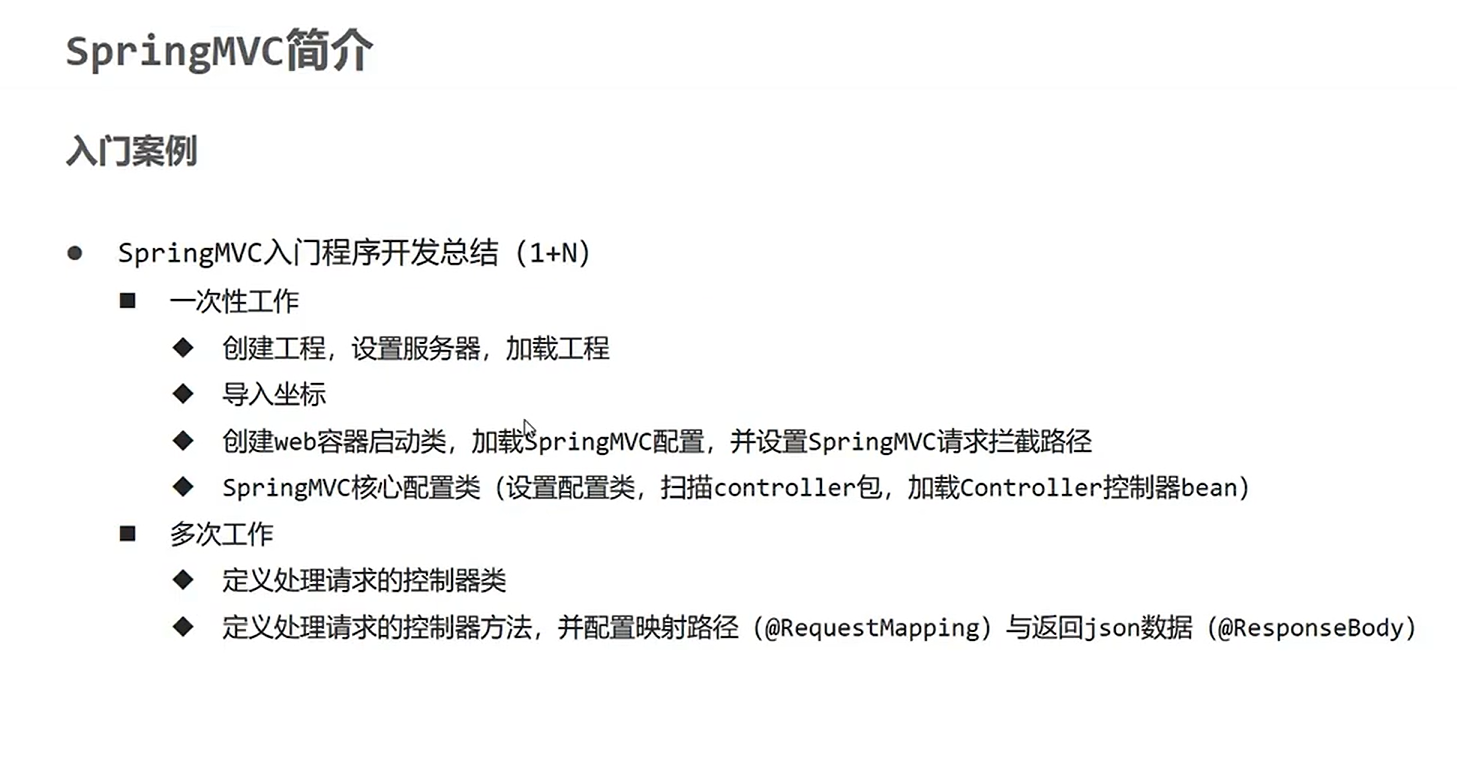 SpringMVC简介
入门案例
SpringMVC入门程序开发总结（1+N）
一次性工作
创建工程，设置服务器，加载工程
导入坐标
创建web容器启动类，加载SpringMVC配置，并设置SpringMVC请求拦截路径
SpringMVC核心配置类（设置配置类，扫描controller包，加载Controller控制器bean）
多次工作
定义处理请求的控制器类
定义处理请求的控制器方法，并配置映射路径（@RequestMapping）与返回json数据（@ResponseBody）